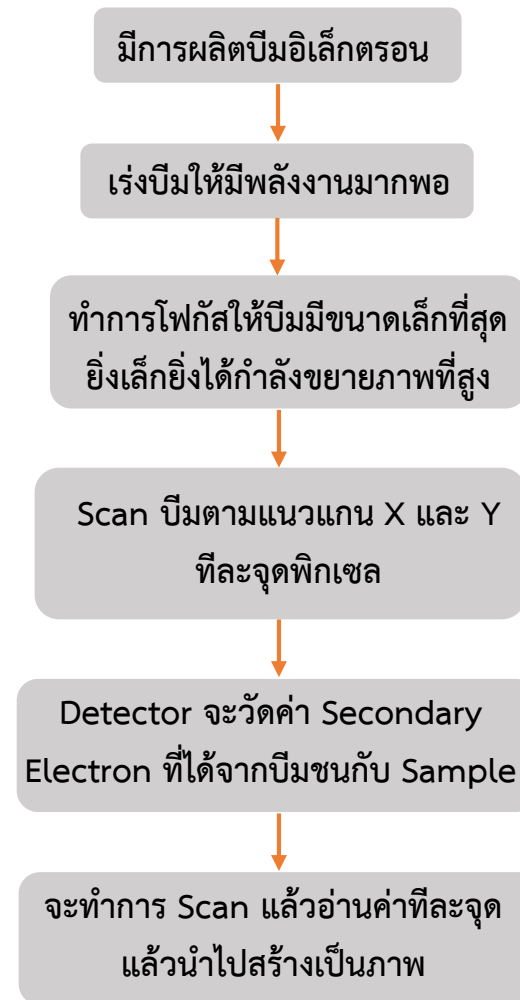 มีการผลิตบีมอิเล็กตรอน
เร่งบีมให้มีพลังงานมากพอ
ทำการโฟกัสให้บีมมีขนาดเล็กที่สุด
ยิ่งเล็กยิ่งได้กำลังขยายภาพที่สูง
Scan บีมตามแนวแกน X และ Y
ทีละจุดพิกเซล
Detector จะวัดค่า Secondary
Electron ที่ได้จากบีมชนกับ Sample
จะทำการ Scan แล้วอ่านค่าทีละจุด
แล้วนำไปสร้างเป็นภาพ